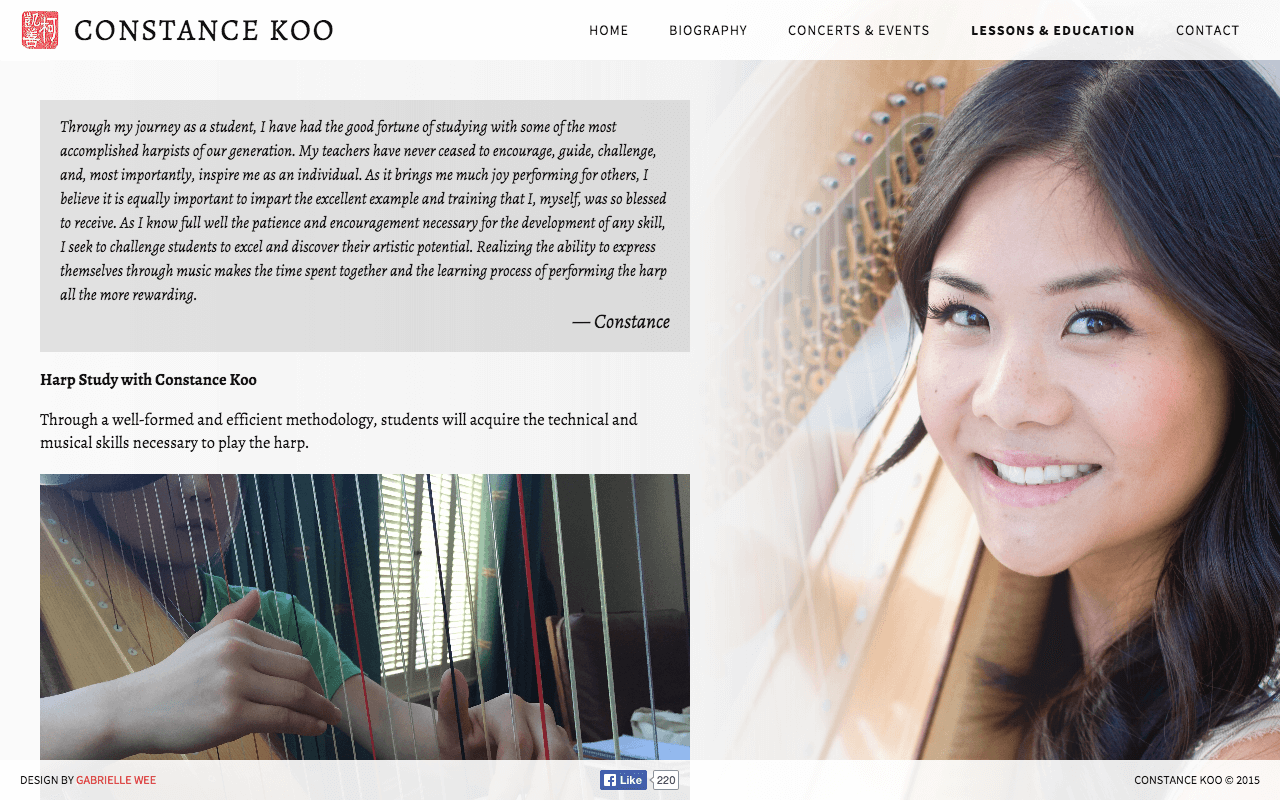 凱善柯
CONSTANCE KOO
HOME BIOGRAPHY CONCERTS & EVENTS LESSONS & EDUCATION CONTACT
Through my journey as a student, I have had the good fortune of studying with some of the most
accomplished harpists of our generation. My teachers have never ceased to encourage, guide, challenge,
and, most importantly, inspire me as an individual. As it brings me much joy performing for others, I
believe it is equally important to impart the excellent example and training that I, myself, was so blessed
to receive. As I know full well the patience and encouragement necessary for the development of any skill,
I seek to challenge students to excel and discover their artistic potential. Realizing the ability to express
themselves through music makes the time spent together and the learning process of performing the harp
all the more rewarding.
— Constance
Harp Study with Constance Koo
Through a well-formed and efficient methodology, students will acquire the technical and
musical skills necessary to play the harp.
DESIGN BY GABRIELLE WEE
Like 220
CONSTANCE KOO © 2015